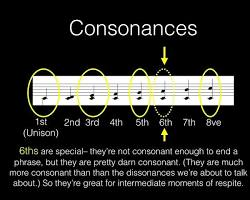 Consonances
1st 2nd 3rd 4th 5th 6th 7th 8ve
(Unison)
6ths are special– they're not consonant enough to end a
phrase, but they are pretty darn consonant. (They are much
more consonant than than the dissonances we're about to talk
about.) So they're great for intermediate moments of respite.